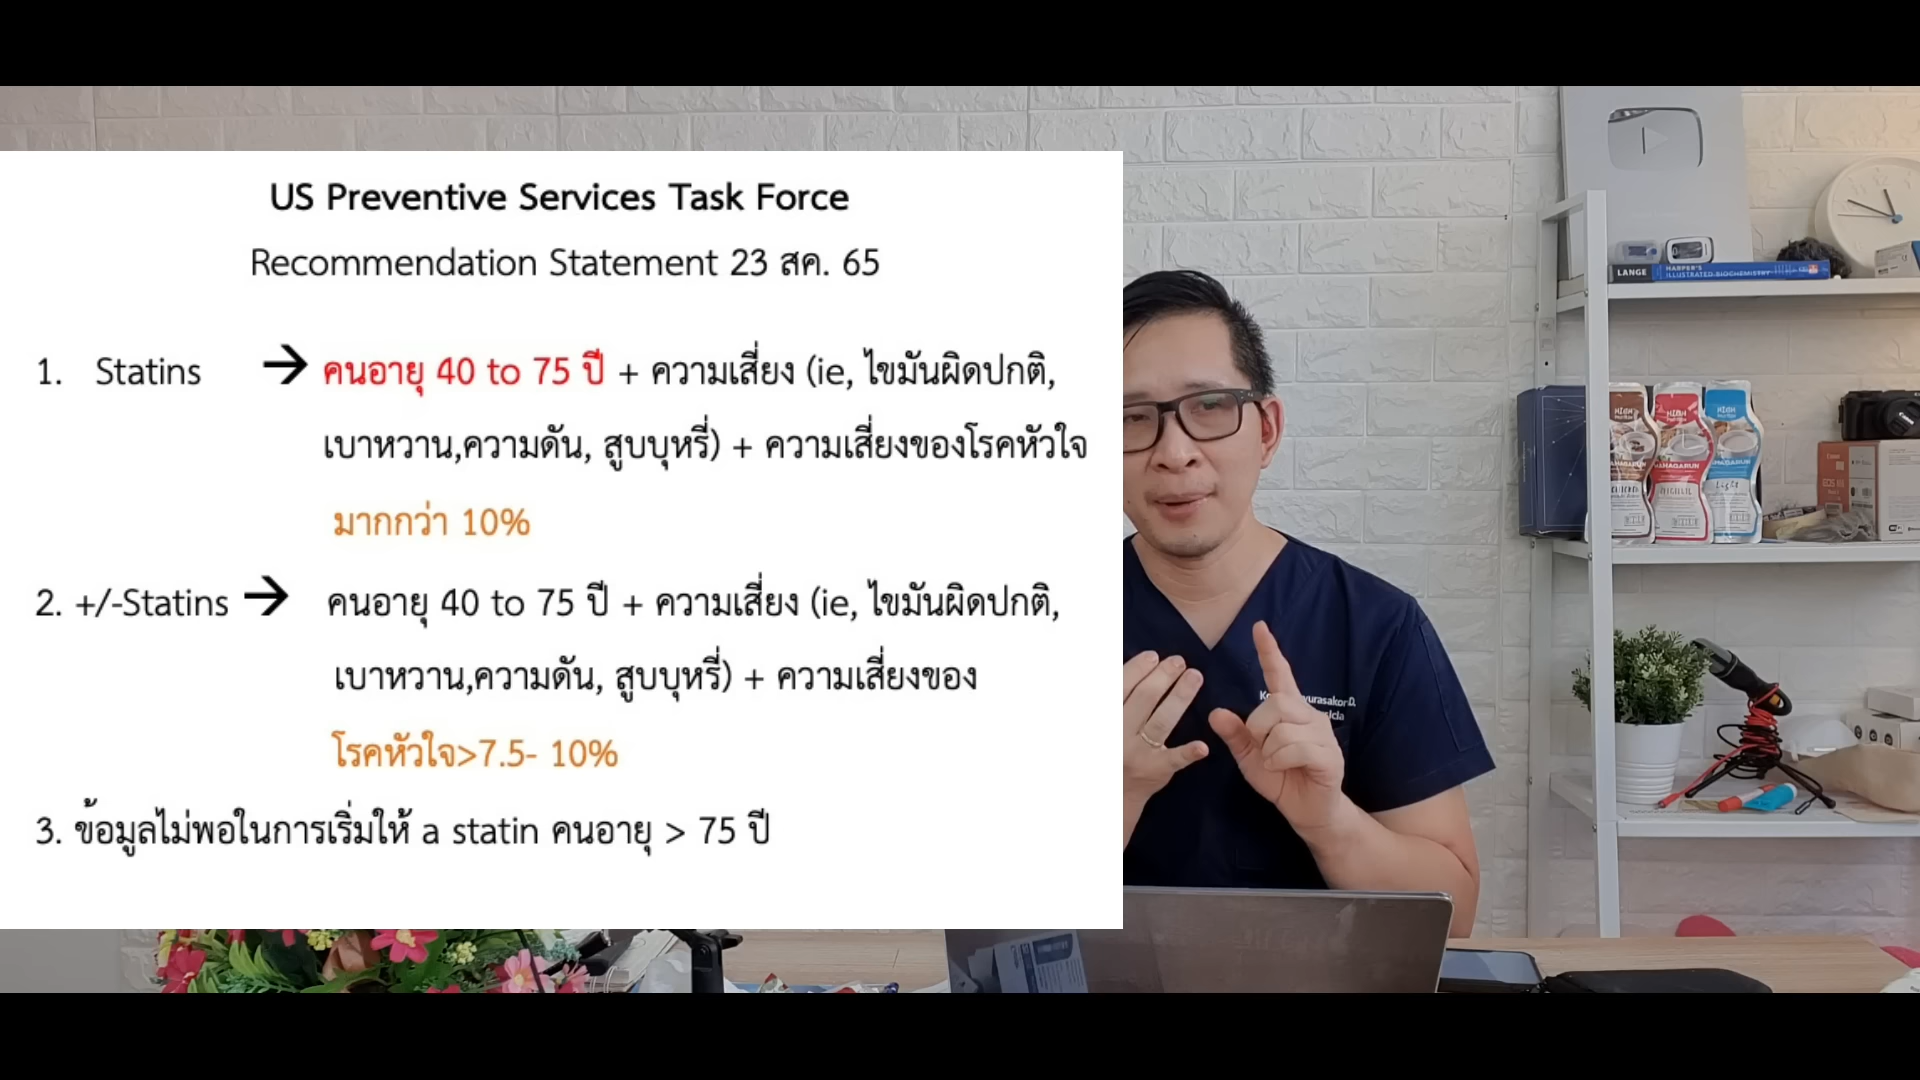 US Preventive Services Task Force
Recommendation Statement 23 สค. 65
1. Statins → คนอายุ 40 to 75 ปี + ความเสี่ยง (ie, ไขมันผิดปกติ,
เบาหวาน,ความดัน, สูบบุหรี่) + ความเสี่ยงของโรคหัวใจ
มากกว่า 10%
2. +/-Statins → คนอายุ 40 to 75 ปี + ความเสี่ยง (ie, ไขมันผิดปกติ,
เบาหวาน,ความดัน, สูบบุหรี่) + ความเสี่ยงของ
โรคหัวใจ>7.5- 10%
3. ข้อมูลไม่พอในการเริ่มให้ a statin คนอายุ > 75 ปี
LANGE
HARPER'S
ILLUSTRATED BIOCHEMISTRY
HIGH
HIGH
HIGH
Light
Canon